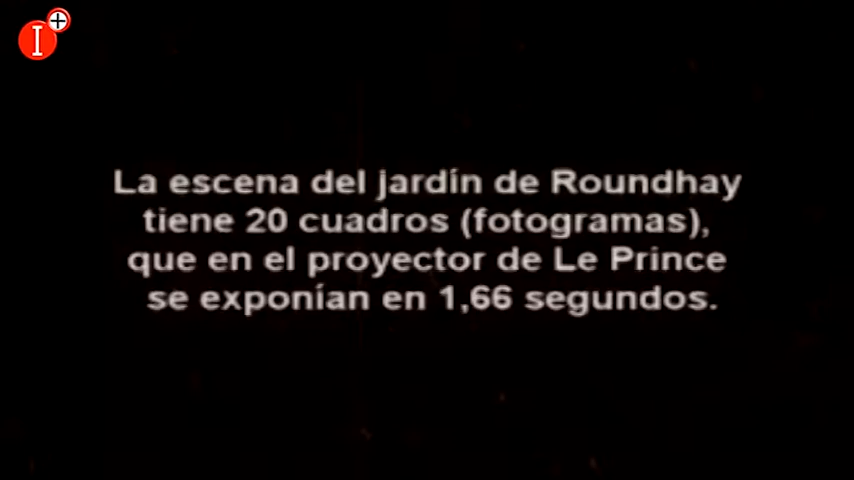 I+
La escena del jardín de Roundhay
tiene 20 cuadros (fotogramas),
que en el proyector de Le Prince
se exponían en 1,66 segundos.